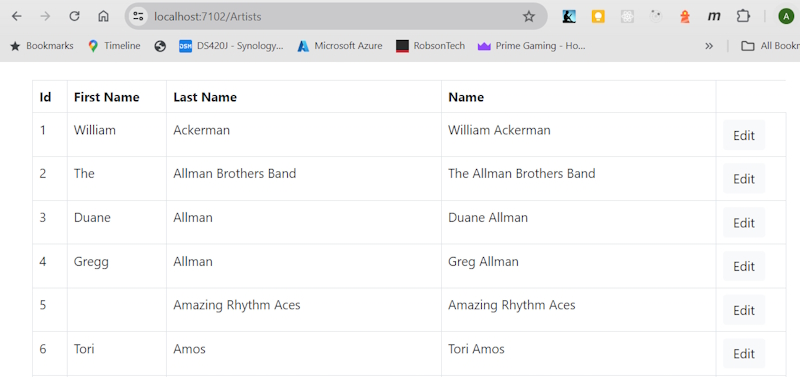 localhost:7102/Artists
A
Bookmarks Timeline DSM DS420J - Synology... Microsoft Azure RobsonTech Prime Gaming - Ho... » All Bookm
Id First Name Last Name Name
1 William Ackerman William Ackerman Edit
2 The Allman Brothers Band The Allman Brothers Band Edit
3 Duane Allman Duane Allman Edit
4 Gregg Allman Greg Allman Edit
5 Amazing Rhythm Aces Amazing Rhythm Aces Edit
6 Tori Amos Tori Amos Edit